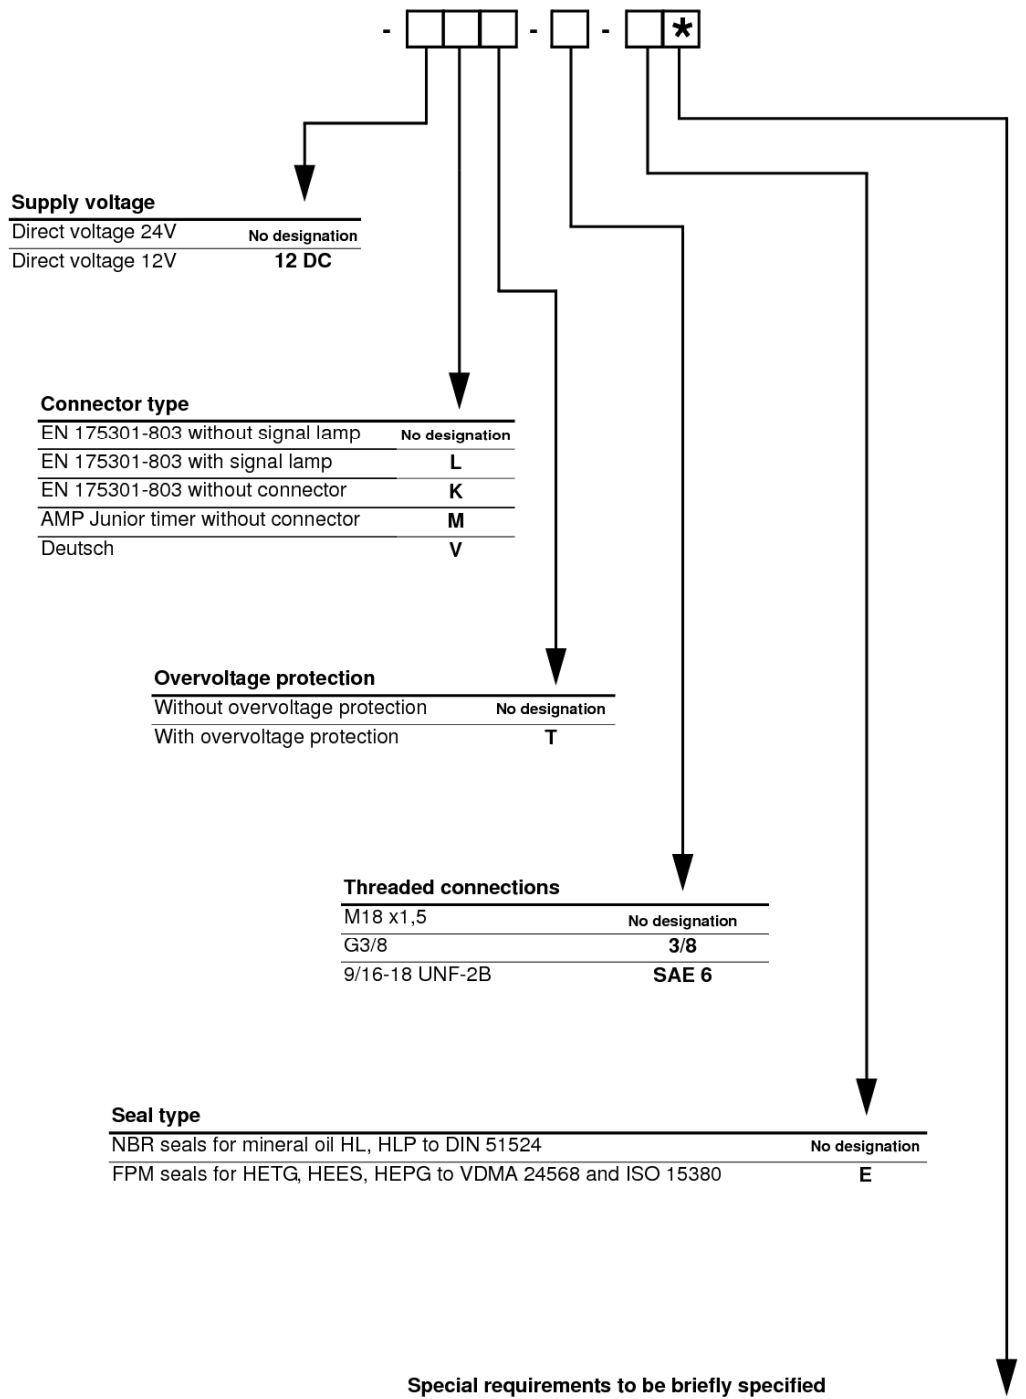 - - - *
Supply voltage
Direct voltage 24V No designation
Direct voltage 12V 12 DC
Connector type
EN 175301-803 without signal lamp No designation
EN 175301-803 with signal lamp L
EN 175301-803 without connector K
AMP Junior timer without connector M
Deutsch V
Overvoltage protection
Without overvoltage protection No designation
With overvoltage protection T
Threaded connections
M18 x1,5 No designation
G3/8 3/8
9/16-18 UNF-2B SAE 6
Seal type
NBR seals for mineral oil HL, HLP to DIN 51524 No designation
FPM seals for HETG, HEES, HEPG to VDMA 24568 and ISO 15380 E
Special requirements to be briefly specified